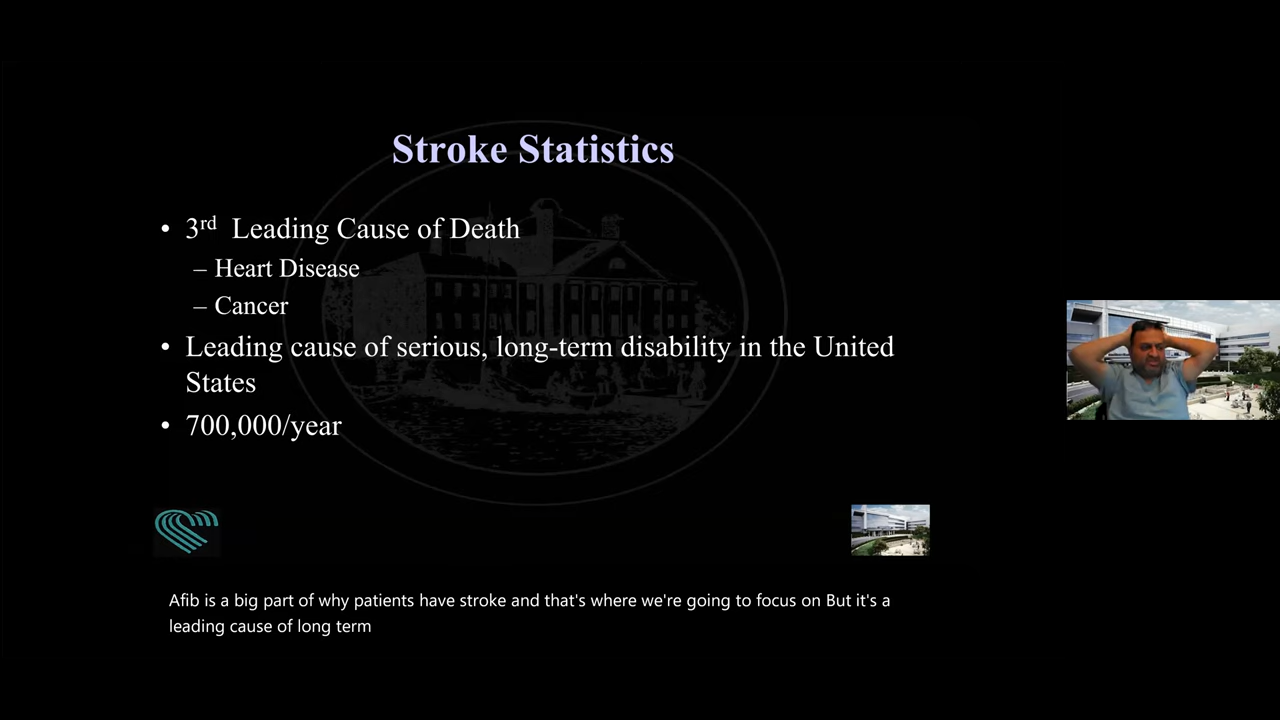 Stroke Statistics
• 3rd Leading Cause of Death
– Heart Disease
– Cancer
• Leading cause of serious, long-term disability in the United
States
• 700,000/year
Afib is a big part of why patients have stroke and that's where we're going to focus on But it's a
leading cause of long term